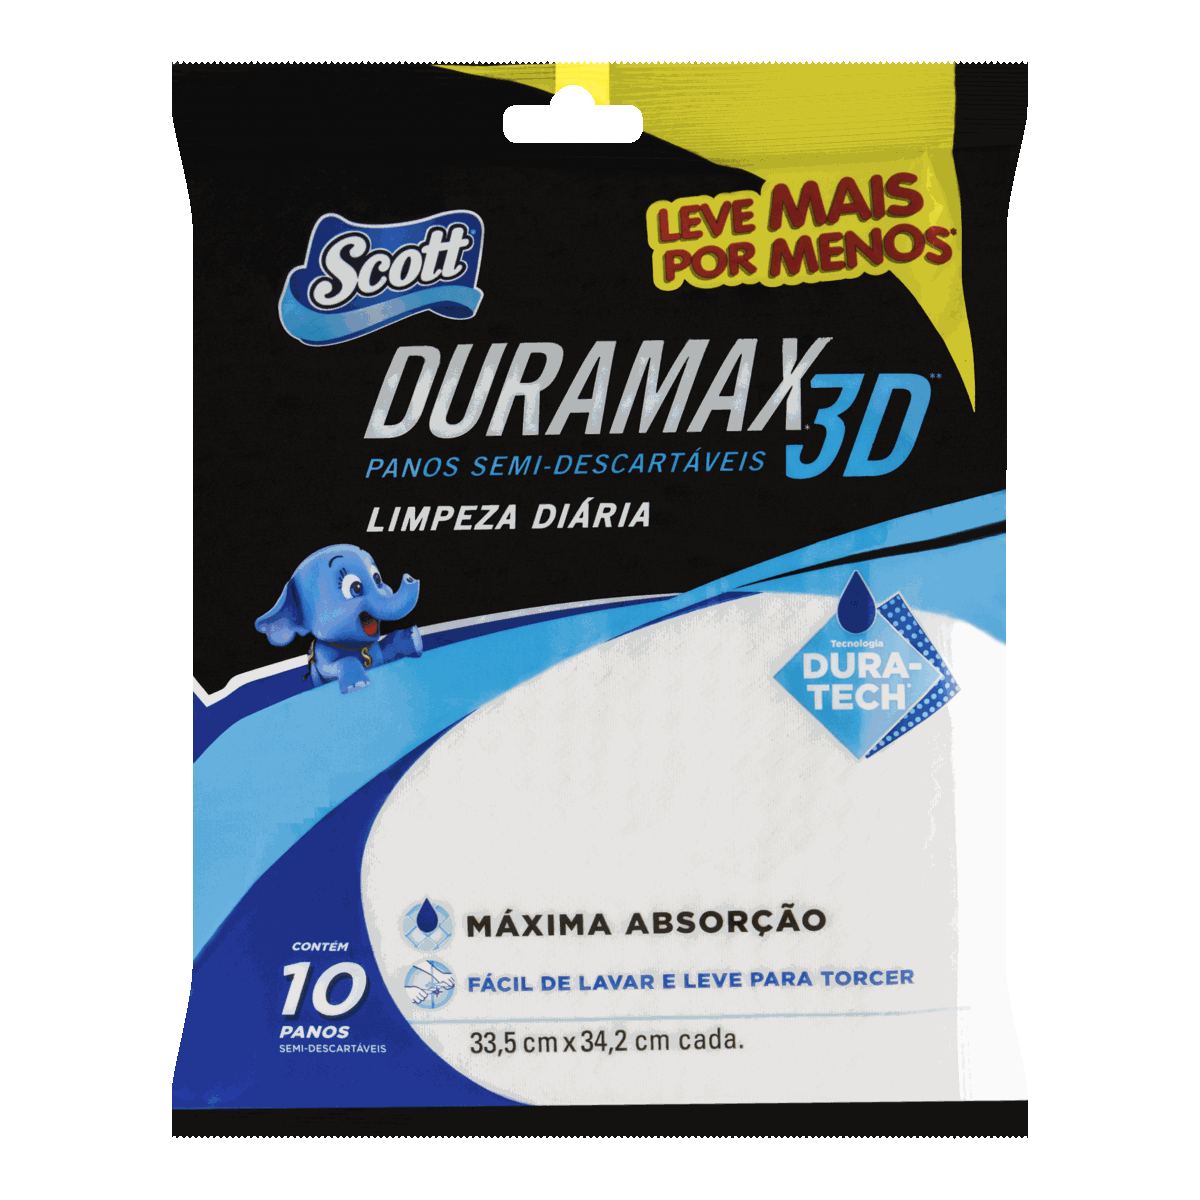 Scott
LEVE MAIS
POR MENOS*
DURAMAX*3D**
PANOS SEMI-DESCARTÁVEIS
LIMPEZA DIÁRIA
Tecnologia
DURA-
TECH*
MÁXIMA ABSORÇÃO
FÁCIL DE LAVAR E LEVE PARA TORCER
33,5 cm x 34,2 cm cada.
CONTÉM
10
PANOS
SEMI-DESCARTÁVEIS